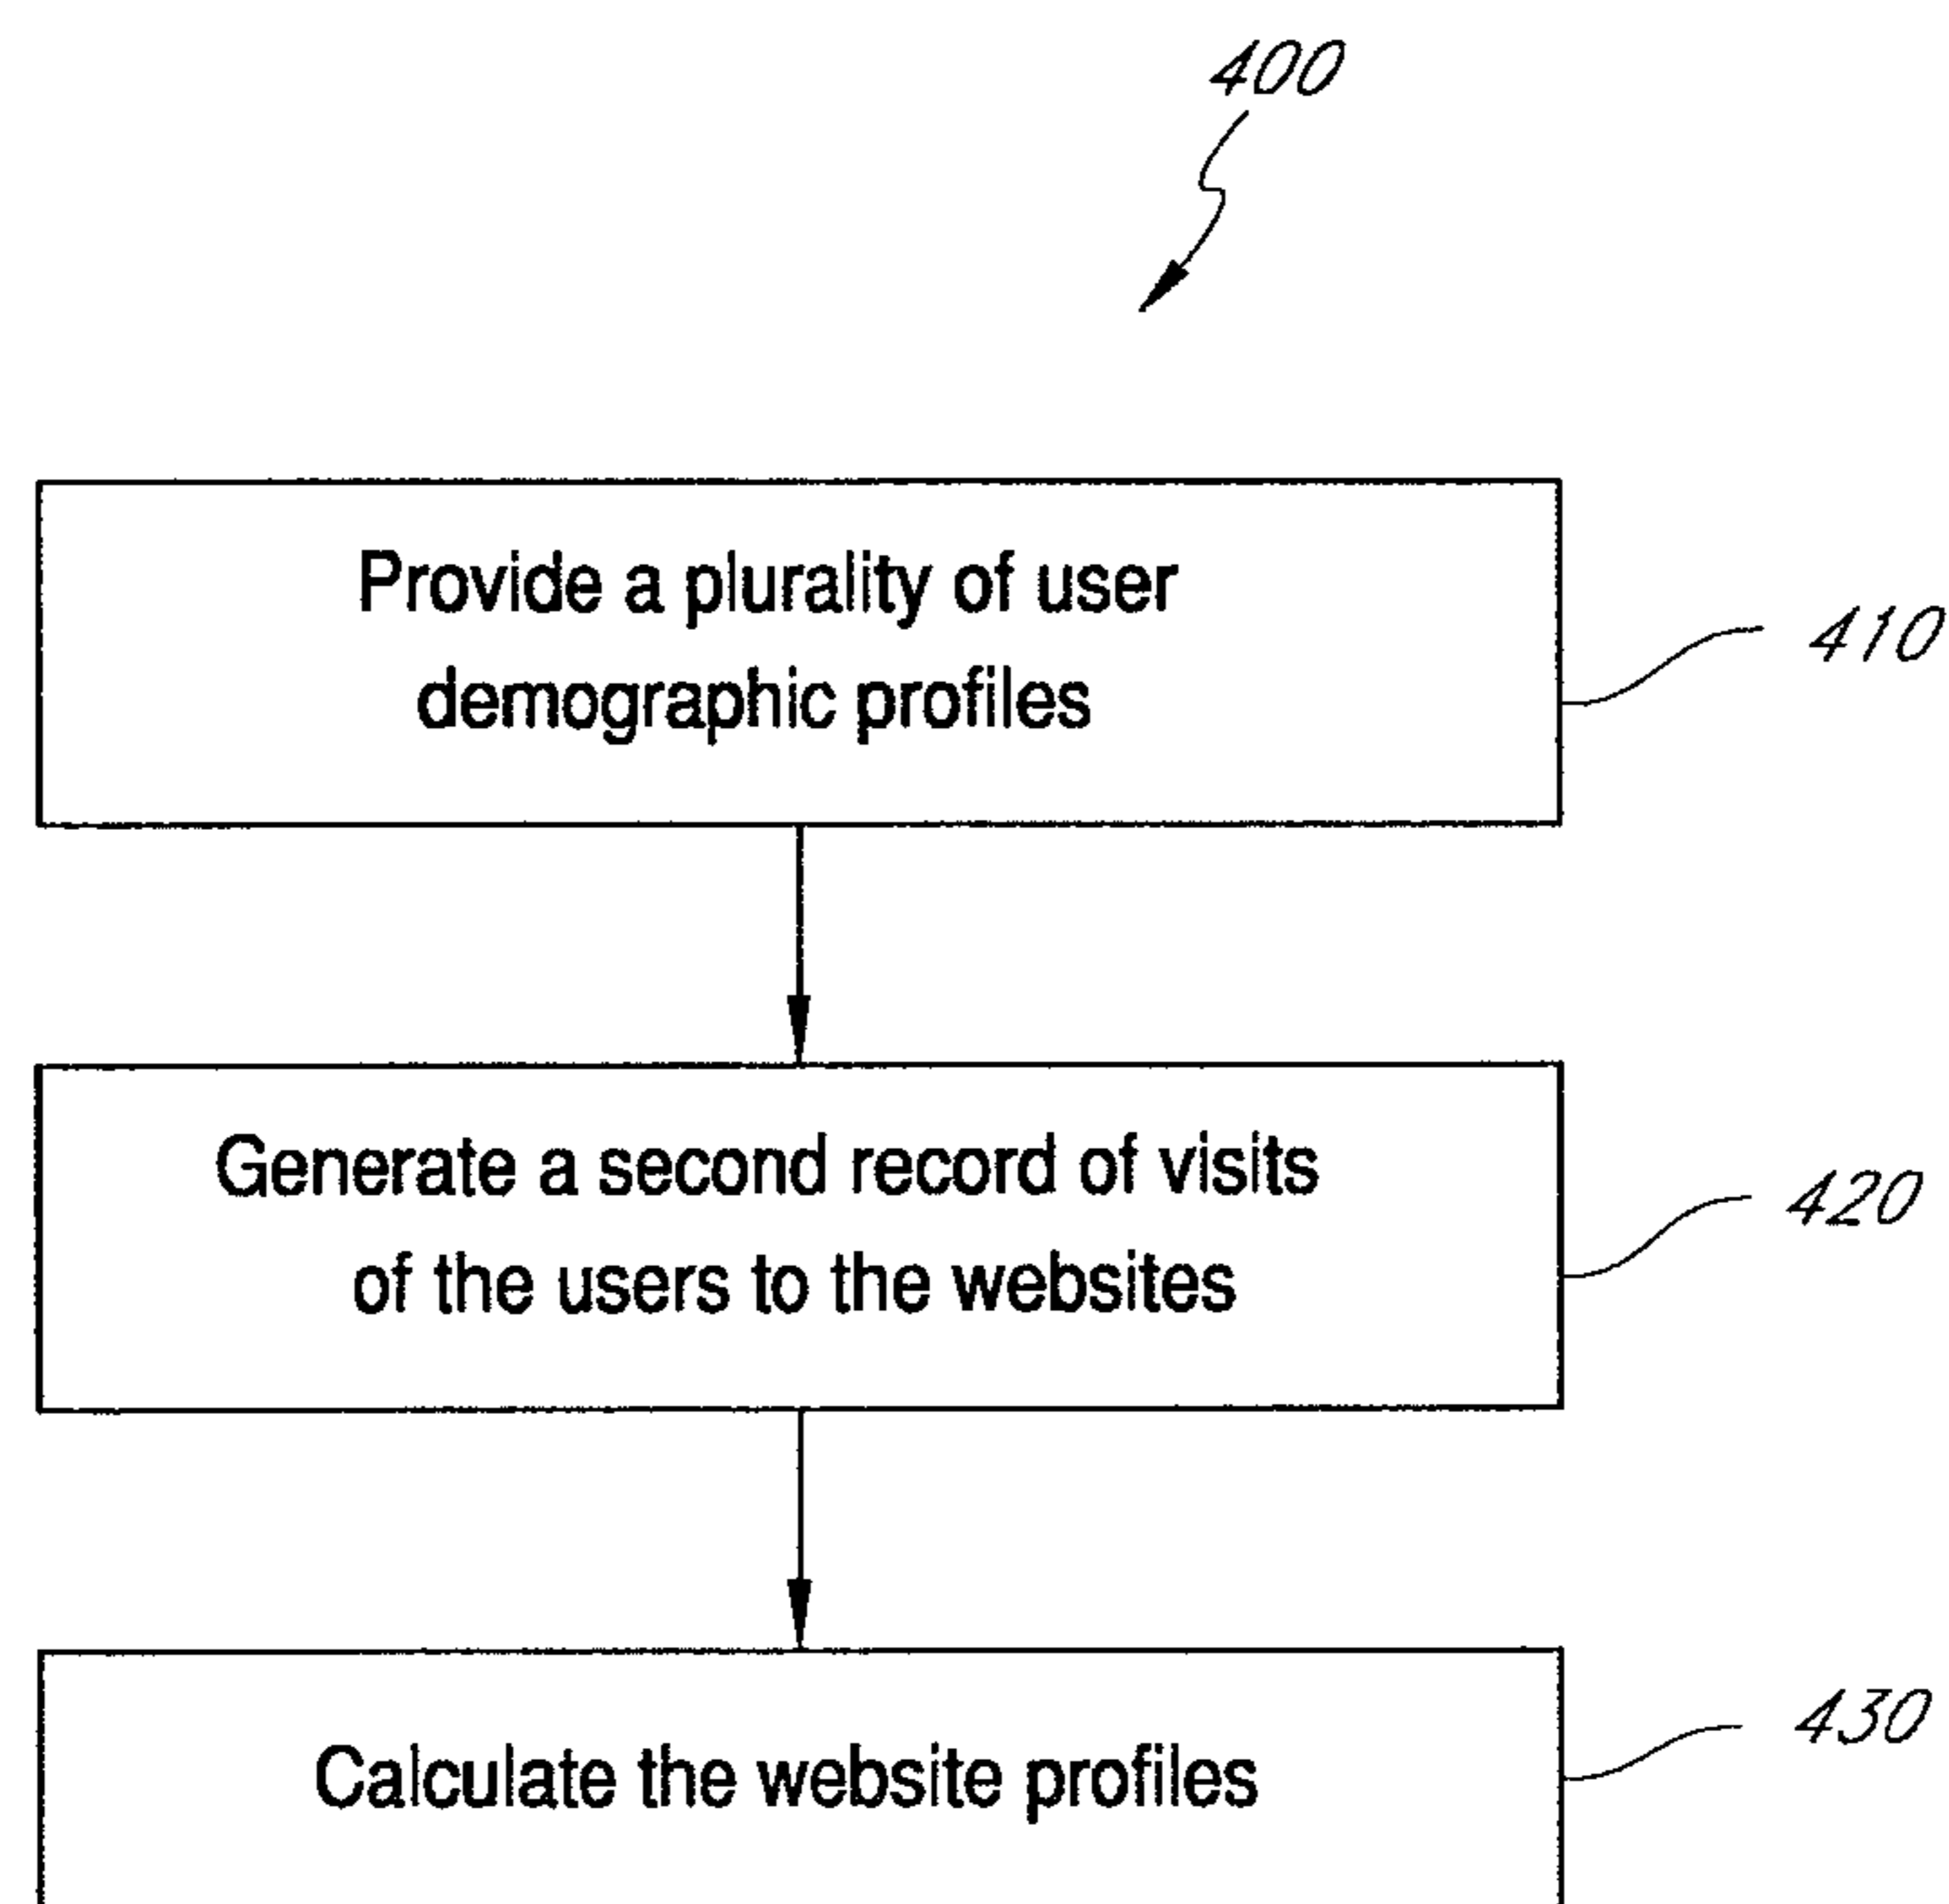 400
Provide a plurality of user
demographic profiles
410
Generate a second record of visits
of the users to the websites
420
Calculate the website profiles
430